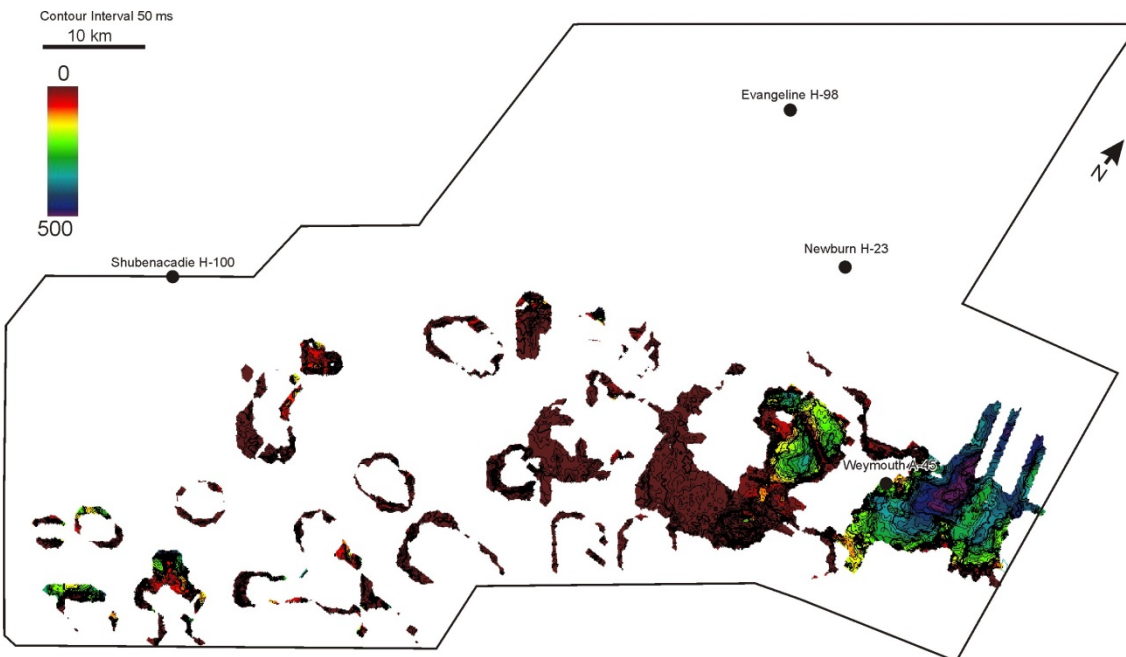 Contour Interval 50 ms
10 km
0
500
Evangeline H-98
N
Newburn H-23
Shubenacadie H-100
Weymouth A-45